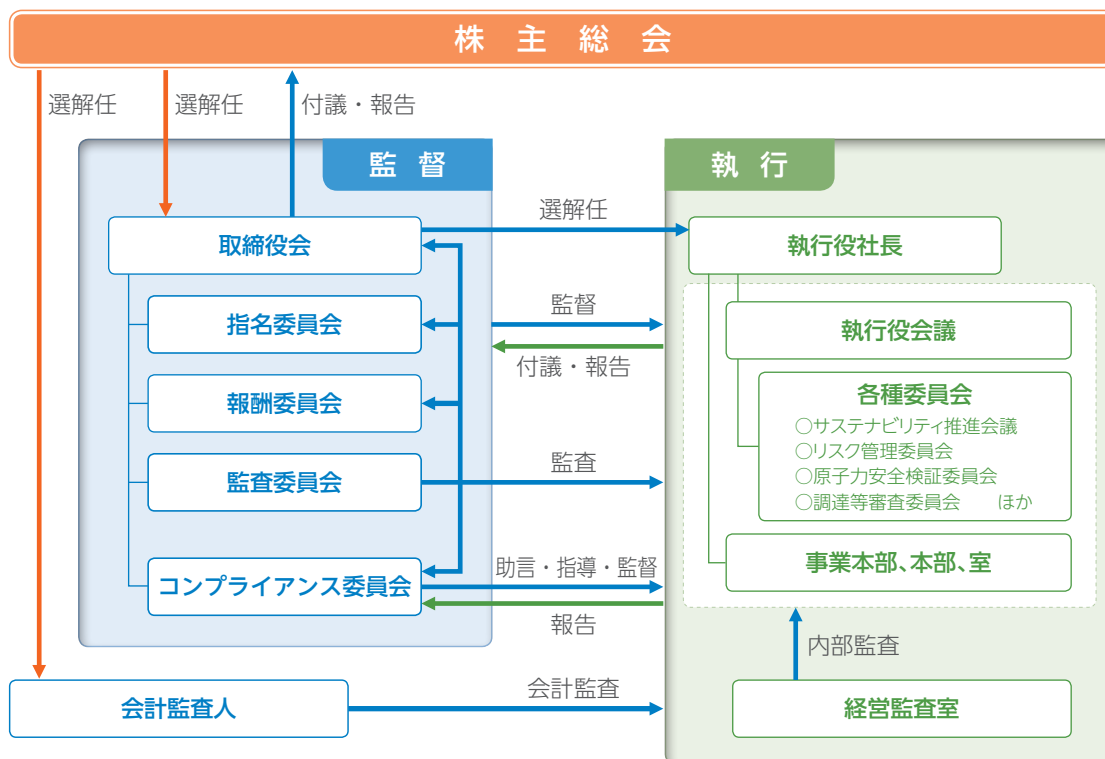 株主総会
選解任
選解任
付議・報告
監督
執行
取締役会
選解任
執行役社長
指名委員会
監督
付議・報告
執行役会議
報酬委員会
各種委員会
○サステナビリティ推進会議
○リスク管理委員会
○原子力安全検証委員会
○調達等審査委員会　ほか
監査委員会
監査
コンプライアンス委員会
助言・指導・監督
報告
事業本部、本部、室
内部監査
会計監査人
会計監査
経営監査室